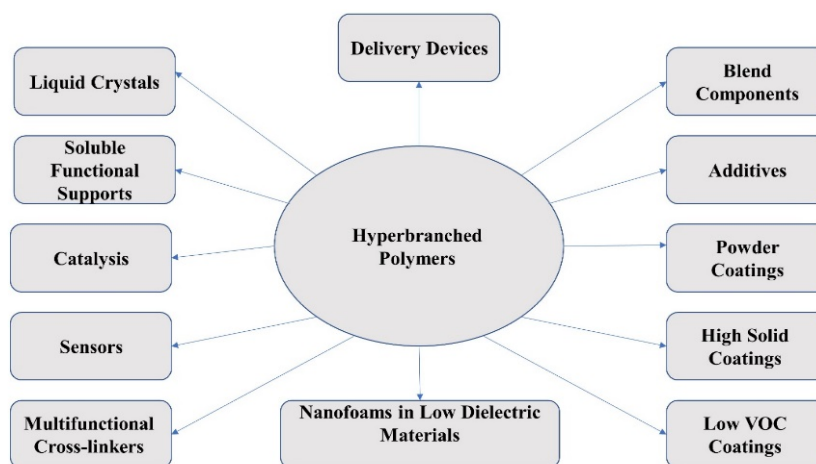 Delivery Devices
Liquid Crystals
Blend
Components
Soluble
Functional
Supports
Additives
Hyperbranched
Polymers
Catalysis
Powder
Coatings
Sensors
High Solid
Coatings
Multifunctional
Cross-linkers
Nanofoams in Low Dielectric
Materials
Low VOC
Coatings